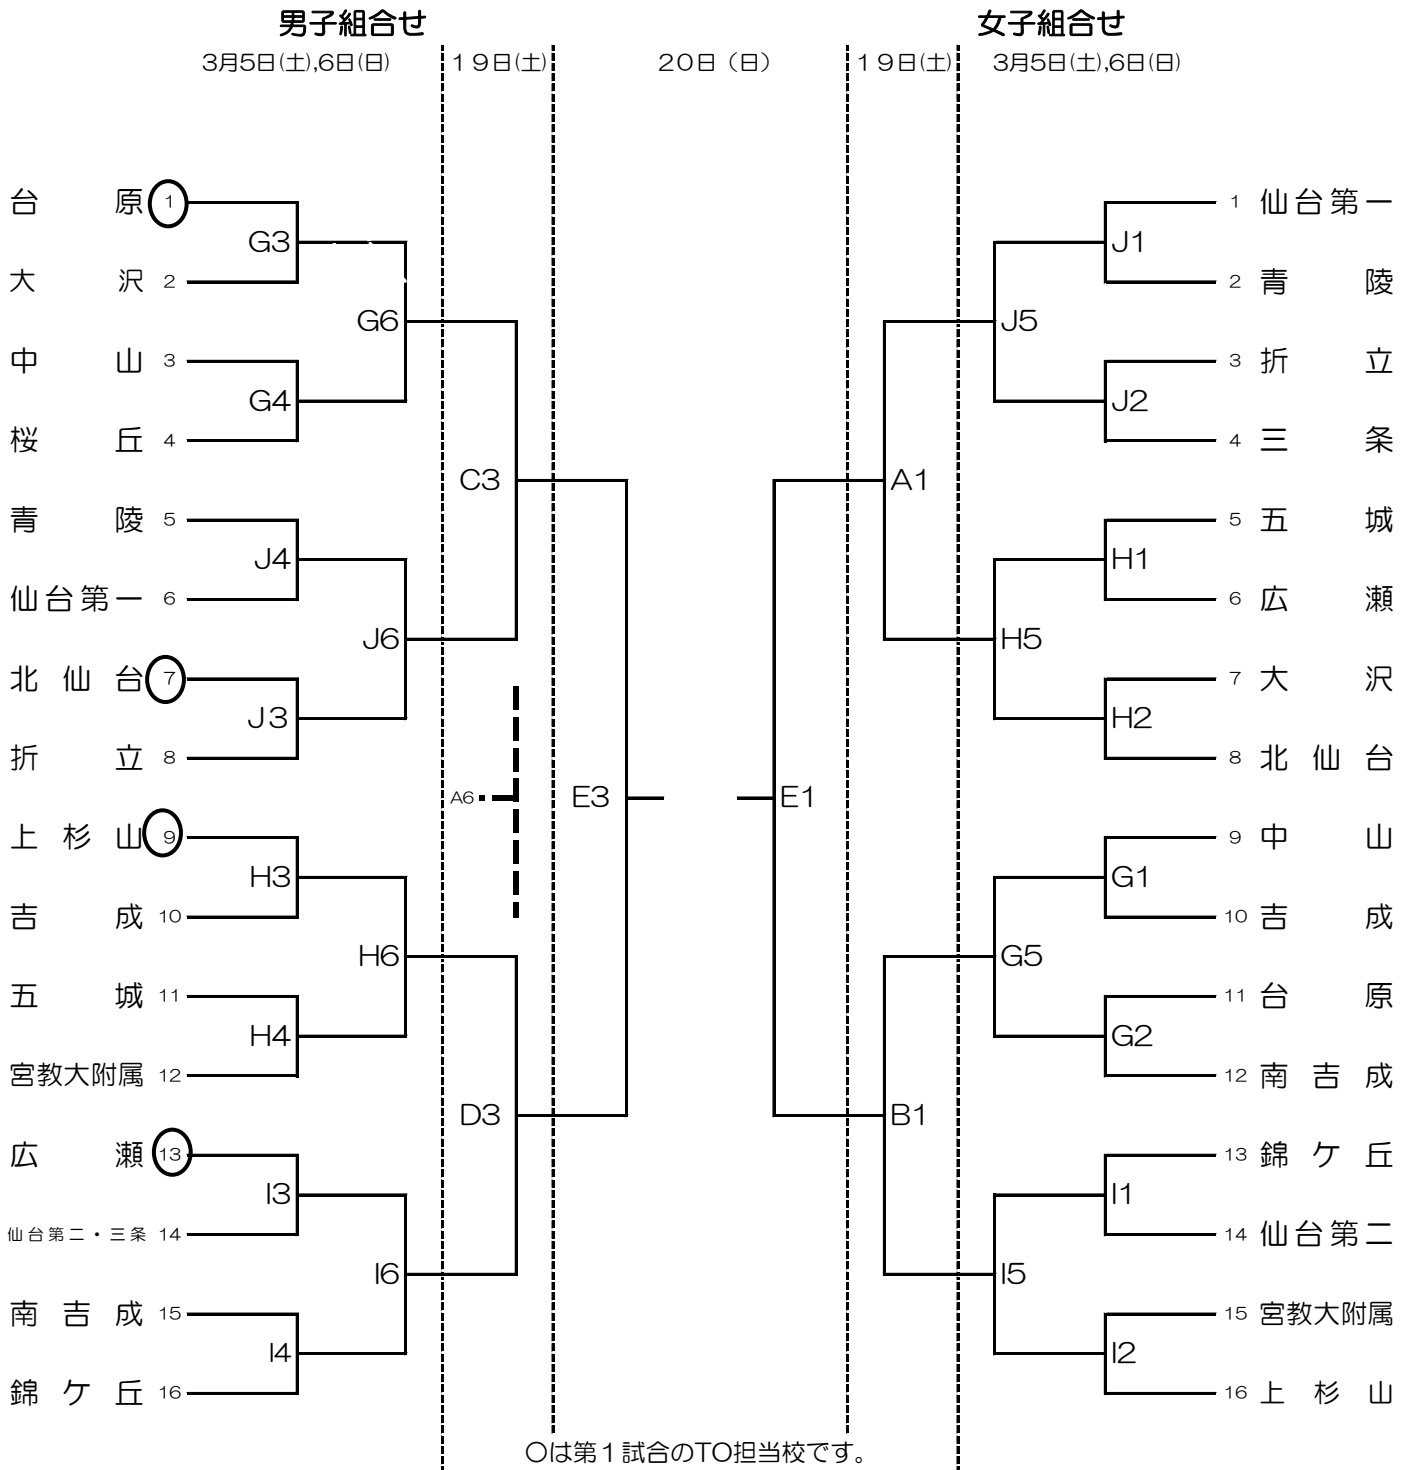 男子組合せ 女子組合せ
3月5日(土),6日(日) 19日(土) 20日（日） 19日(土) 3月5日(土),6日(日)
台原 1 1 仙台第一
G3 J1
大沢 2 2 青陵
G6 J5
中山 3 3 折立
G4 J2
桜丘 4 4 三条
C3 A1
青陵 5 5 五城
J4 H1
仙台第一 6 6 広瀬
J6 H5
北仙台 7 7 大沢
J3 H2
折立 8 8 北仙台
A6 E3 E1
上杉山 9 9 中山
H3 G1
吉成 10 10 吉成
H6 G5
五城 11 11 台原
H4 G2
宮教大附属 12 12 南吉成
D3 B1
広瀬 13 13 錦ケ丘
I3 I1
仙台第二・三条 14 14 仙台第二
I6 I5
南吉成 15 15 宮教大附属
I4 I2
錦ケ丘 16 16 上杉山
○は第１試合のTO担当校です。